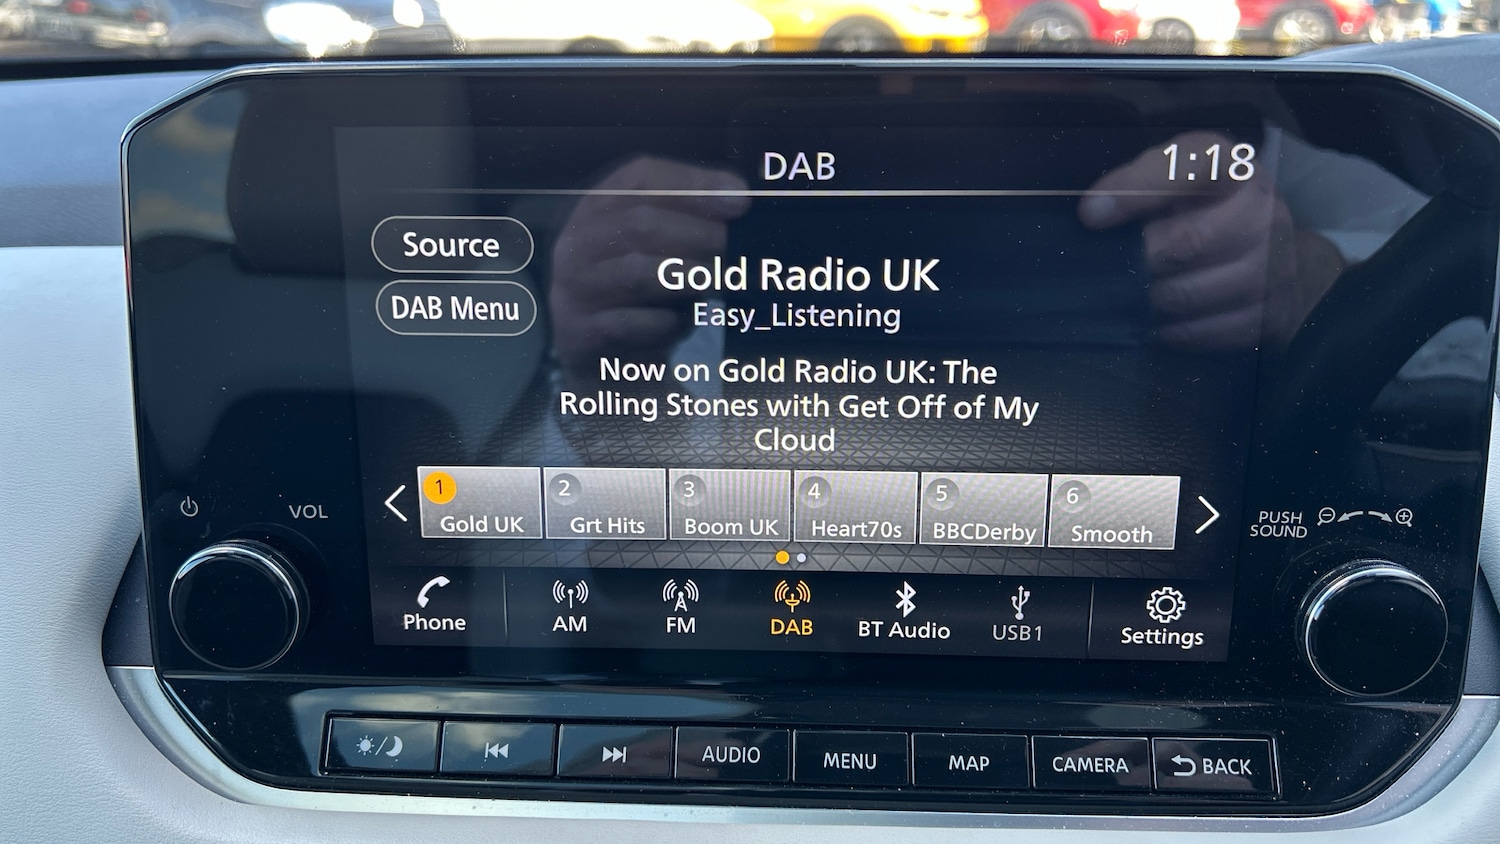 DAB
1:18
Source
DAB Menu
Gold Radio UK
Easy_Listening
Now on Gold Radio UK: The
Rolling Stones with Get Off of My
Cloud
1 Gold UK
2 Grt Hits
3 Boom UK
4 Heart70s
5 BBCDerby
6 Smooth
VOL
PUSH
SOUND
Phone
AM
FM
DAB
BT Audio
USB1
Settings
AUDIO
MENU
MAP
CAMERA
BACK